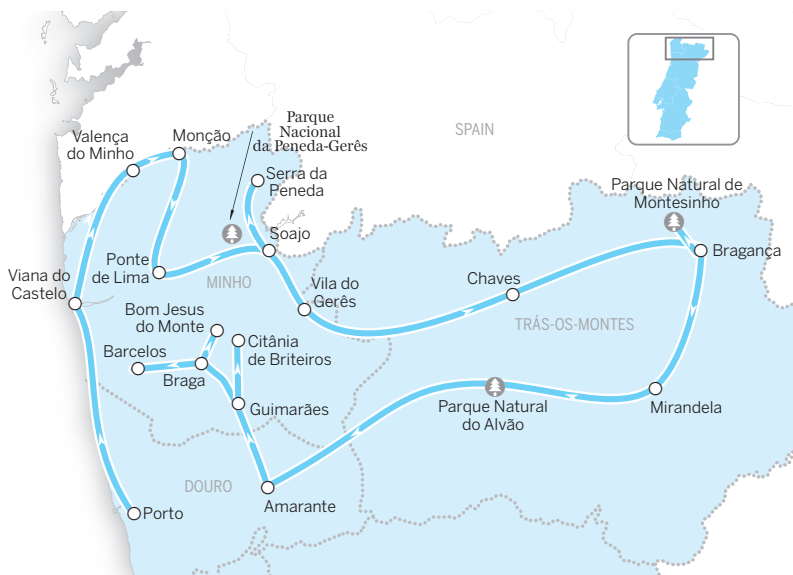 Parque
Nacional
da Peneda-Gerês
Monção
Valença
do Minho
SPAIN
Serra da
Peneda
Parque Natural de
Montesinho
Soajo
Bragança
Ponte
de Lima
Viana do
Castelo
MINHO
Vila do
Gerês
Chaves
Bom Jesus
do Monte
Citânia
de Briteiros
TRÁS-OS-MONTES
Barcelos
Braga
Guimarães
Parque Natural
do Alvão
Mirandela
DOURO
Amarante
Porto